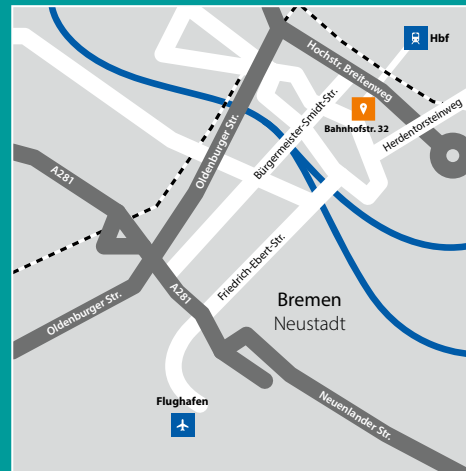 Hbf
Hochstr. Breitenweg
Bahnhofstr. 32
Herdentorsteinweg
Bürgermeister-Smidt-Str.
Oldenburger Str.
A281
Friedrich-Ebert-Str.
Oldenburger Str.
A281
Bremen
Neustadt
Flughafen
Neuenlander Str.